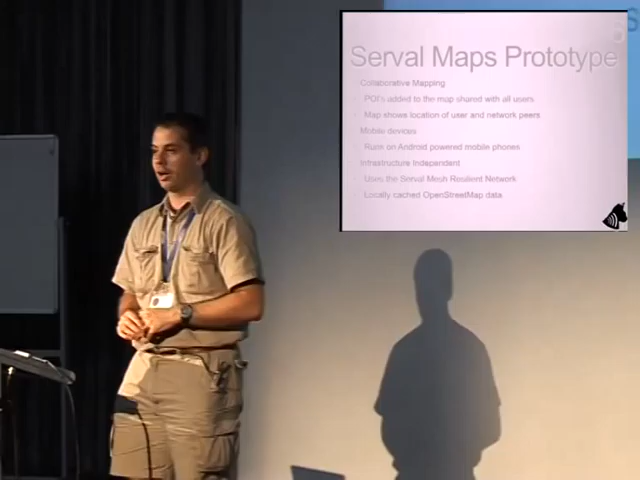 Serval Maps Prototype
Collaborative Mapping
POI's added to the map shared with all users
Map shows location of user and network peers
Mobile devices
Runs on Android powered mobile phones
Infrastructure Independent
Uses the Serval Mesh Resilient Network
Locally cached OpenStreetMap data